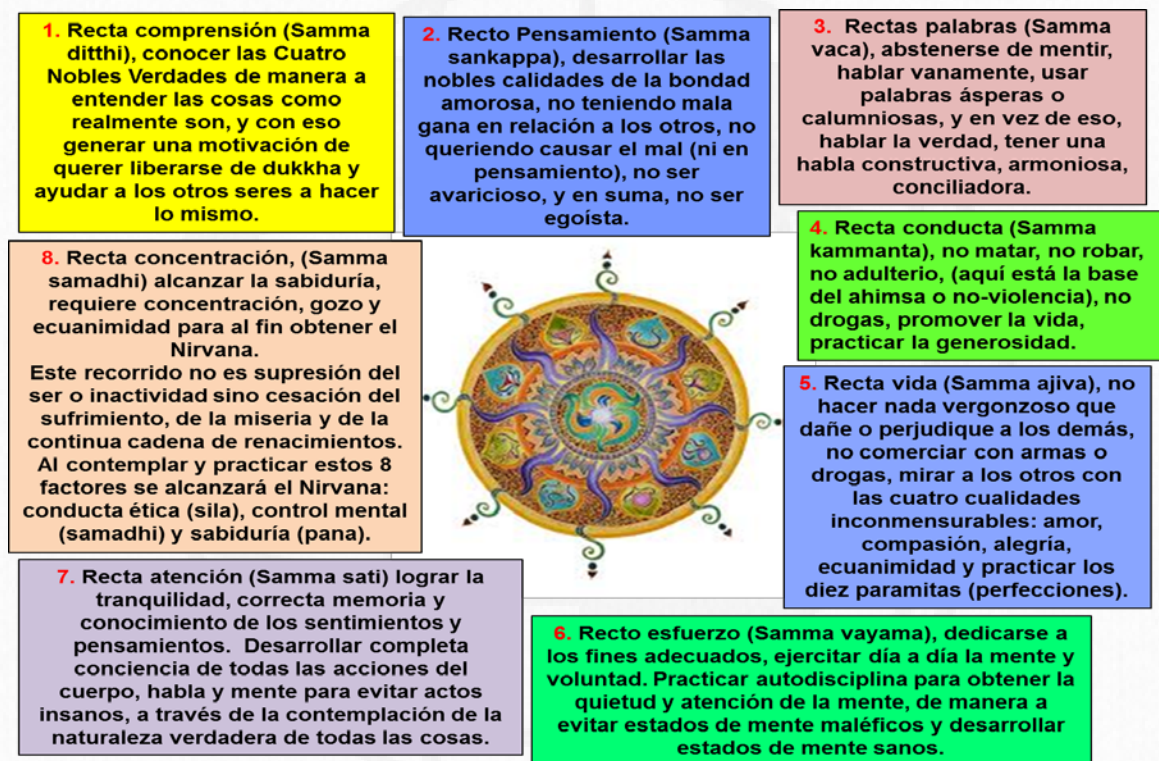 1. Recta comprensión (Samma
ditthi), conocer las Cuatro
Nobles Verdades de manera a
entender las cosas como
realmente son, y con eso
generar una motivación de
querer liberarse de dukkha y
ayudar a los otros seres a hacer
lo mismo.
2. Recto Pensamiento (Samma
sankappa), desarrollar las
nobles calidades de la bondad
amorosa, no teniendo mala
gana en relación a los otros, no
queriendo causar el mal (ni en
pensamiento), no ser
avaricioso, y en suma, no ser
egoísta.
3. Rectas palabras (Samma
vaca), abstenerse de mentir,
hablar vanamente, usar
palabras ásperas o
calumniosas, y en vez de eso,
hablar la verdad, tener una
habla constructiva, armoniosa,
conciliadora.
4. Recta conducta (Samma
kammanta), no matar, no robar,
no adulterio, (aquí está la base
del ahimsa o no-violencia), no
drogas, promover la vida,
practicar la generosidad.
5. Recta vida (Samma ajiva), no
hacer nada vergonzoso que
dañe o perjudique a los demás,
no comerciar con armas o
drogas, mirar a los otros con
las cuatro cualidades
inconmensurables: amor,
compasión, alegría,
ecuanimidad y practicar los
diez paramitas (perfecciones).
6. Recto esfuerzo (Samma vayama), dedicarse a
los fines adecuados, ejercitar día a día la mente y
voluntad. Practicar autodisciplina para obtener la
quietud y atención de la mente, de manera a
evitar estados de mente maléficos y desarrollar
estados de mente sanos.
7. Recta atención (Samma sati) lograr la
tranquilidad, correcta memoria y
conocimiento de los sentimientos y
pensamientos. Desarrollar completa
conciencia de todas las acciones del
cuerpo, habla y mente para evitar actos
insanos, a través de la contemplación de la
naturaleza verdadera de todas las cosas.
8. Recta concentración, (Samma
samadhi) alcanzar la sabiduría,
requiere concentración, gozo y
ecuanimidad para al fin obtener el
Nirvana.
Este recorrido no es supresión del
ser o inactividad sino cesación del
sufrimiento, de la miseria y de la
continua cadena de renacimientos.
Al contemplar y practicar estos 8
factores se alcanzará el Nirvana:
conducta ética (sila), control mental
(samadhi) y sabiduría (pana).